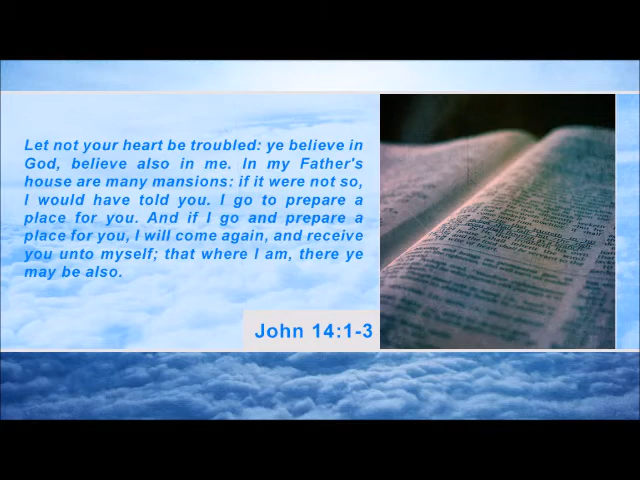 Let not your heart be troubled: ye believe in
God, believe also in me. In my Father's
house are many mansions: if it were not so,
I would have told you. I go to prepare a
place for you. And if I go and prepare a
place for you, I will come again, and receive
you unto myself; that where I am, there ye
may be also.
John 14:1-3